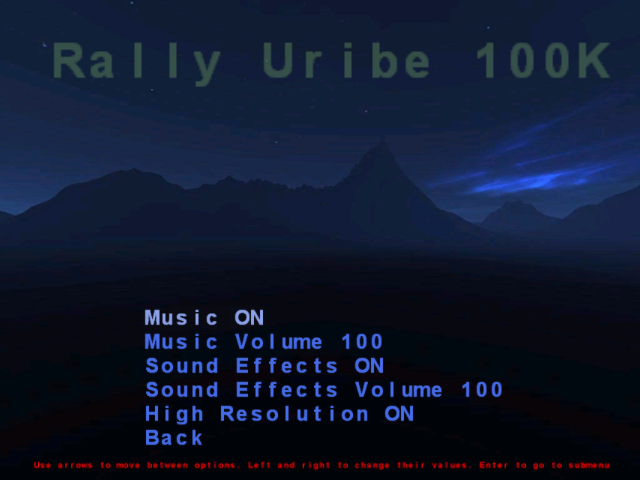 Rally Uribe 100K
Music ON
Music Volume 100
Sound Effects ON
Sound Effects Volume 100
High Resolution ON
Back
Use arrows to move between options. Left and right to change their values. Enter to go to submenu